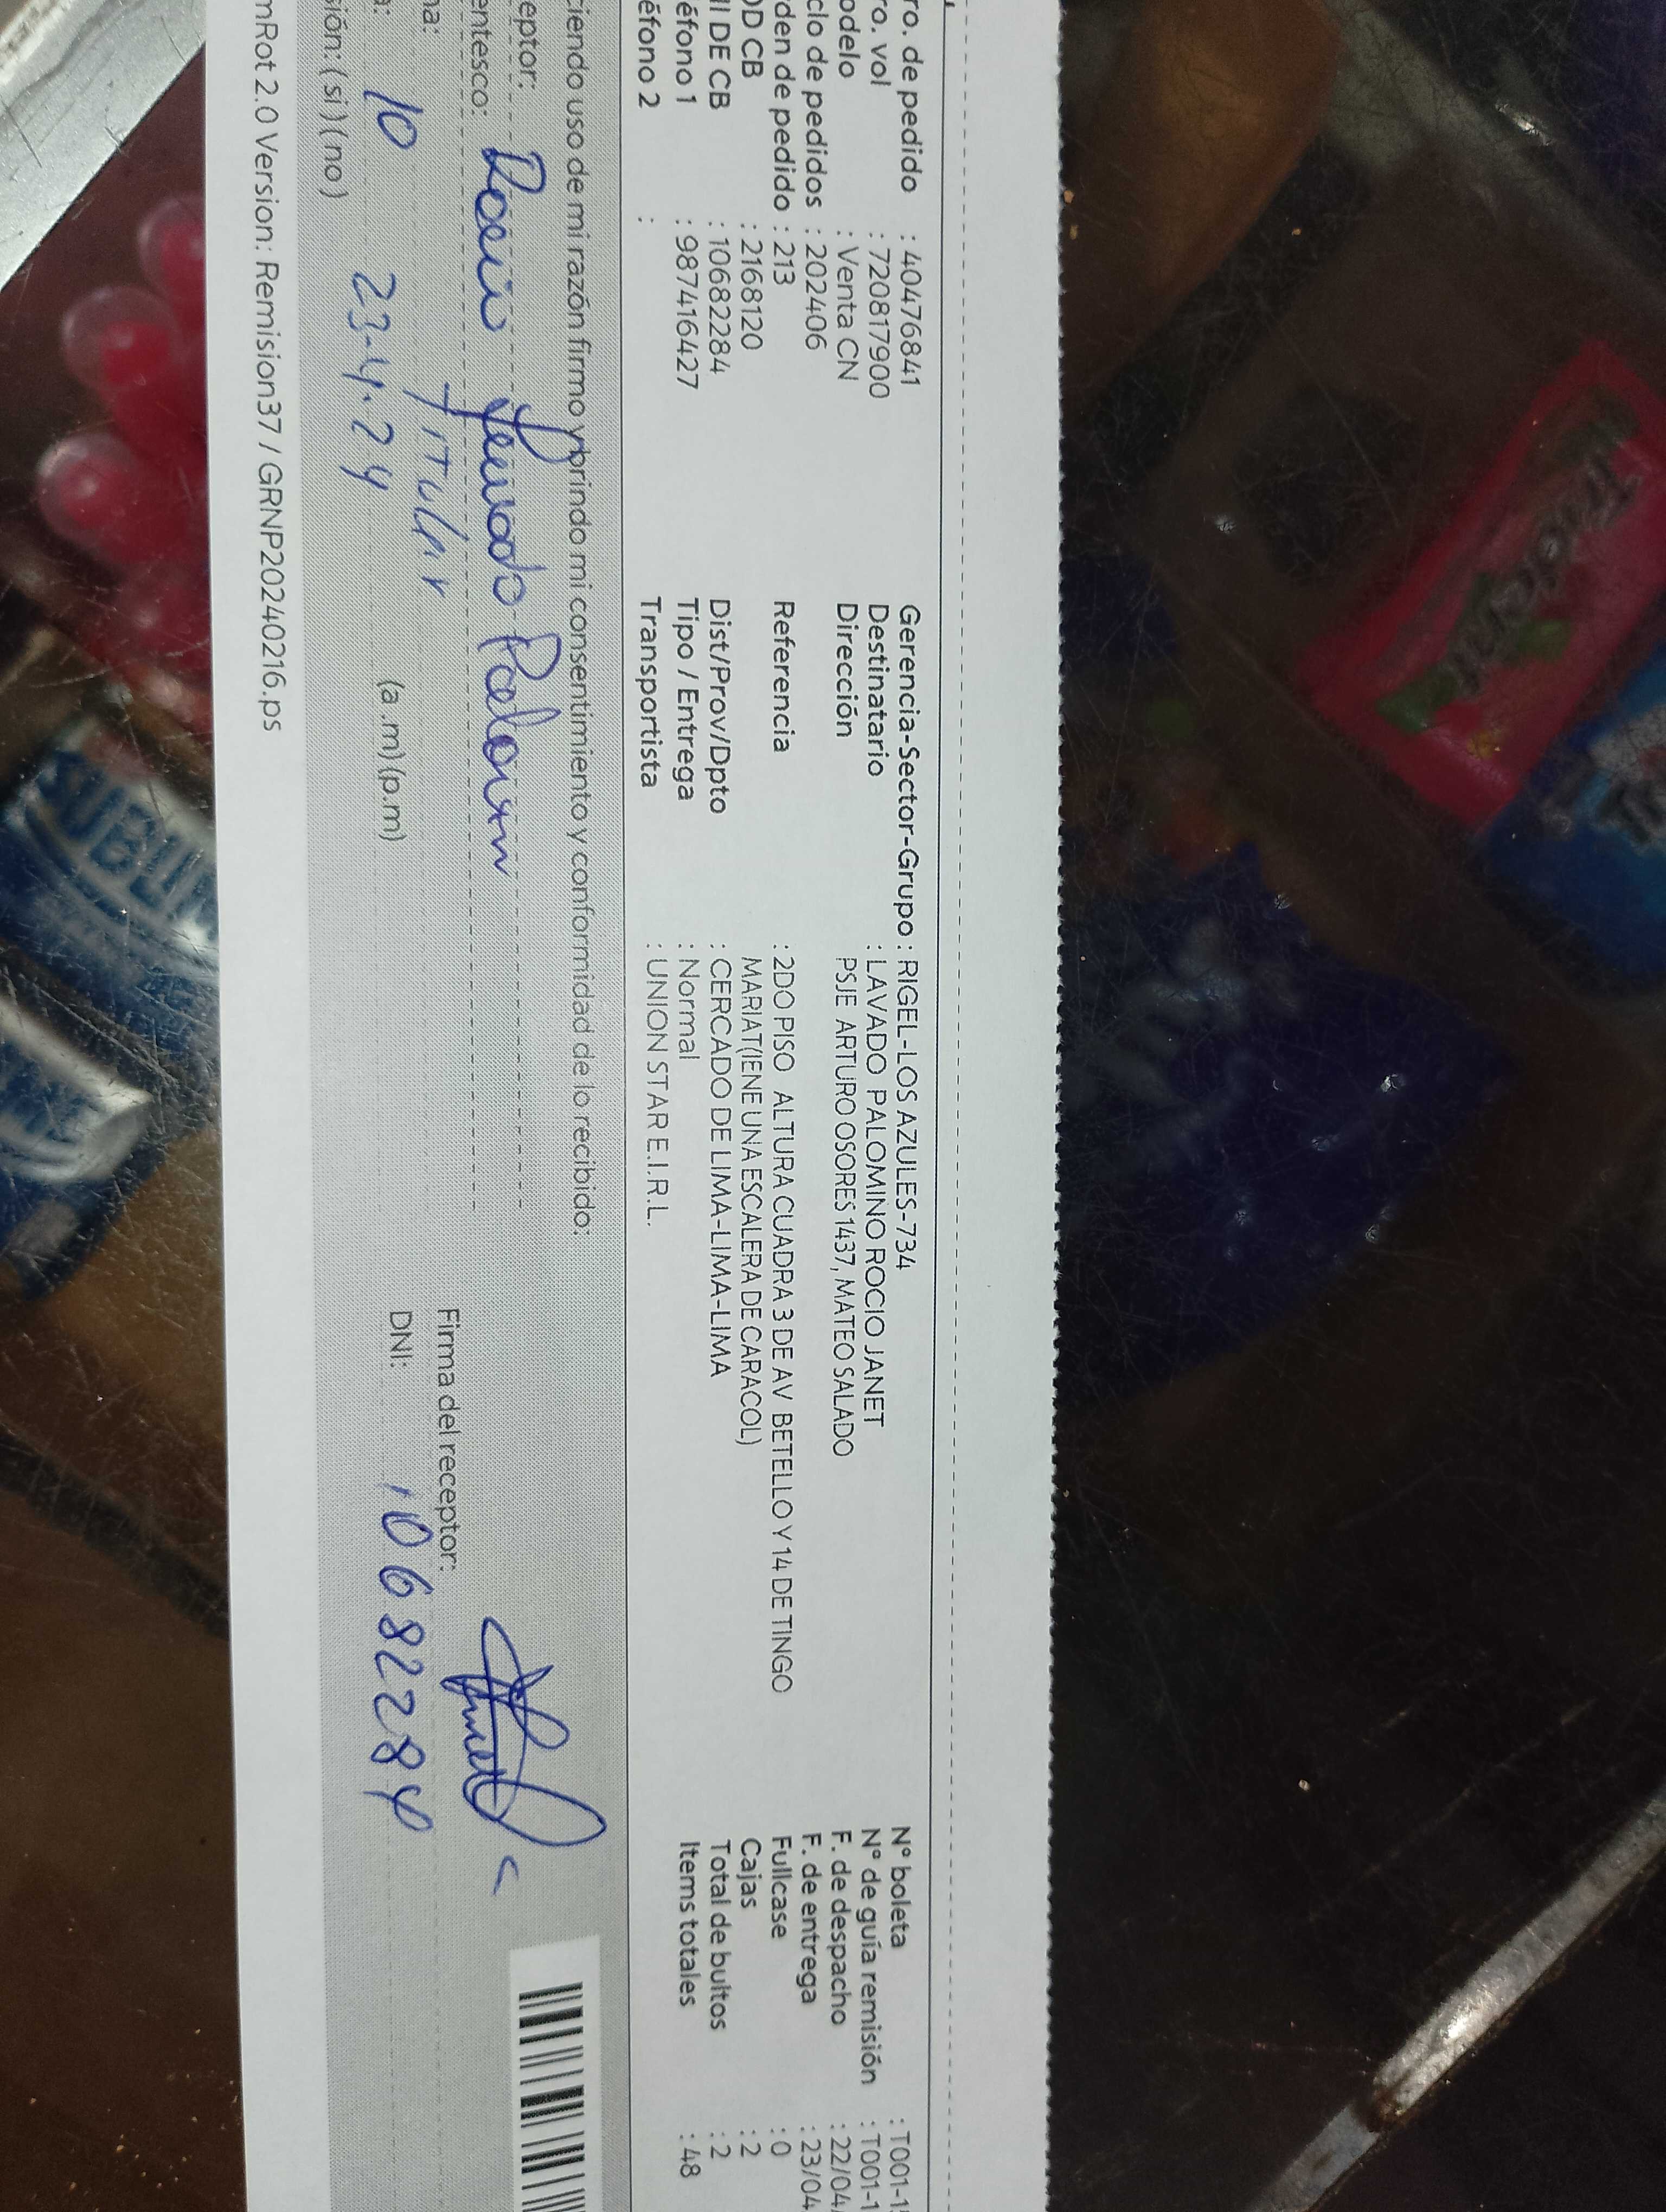 ro. de pedido : 40476841 Gerencia-Sector-Grupo : RIGEL-LOS AZULES-734 N° boleta : T001-1
ro. vol : 720817900 Destinatario : LAVADO PALOMINO ROCIO JANET N° de guía remisión : T001-1
odelo : Venta CN Dirección PSJE ARTURO OSORES 1437, MATEO SALADO F. de despacho : 22/04/
clo de pedidos : 202406 F. de entrega : 23/04
den de pedido : 213 Referencia : 2DO PISO ALTURA CUADRA 3 DE AV BETELLO Y 14 DE TINGO Fullcase : 0
OD CB : 2168120 MARIAT(IENE UNA ESCALERA DE CARACOL) Cajas : 2
II DE CB : 10682284 Dist/Prov/Dpto : CERCADO DE LIMA-LIMA-LIMA Total de bultos : 2
éfono 1 : 987416427 Tipo / Entrega : Normal Items totales : 48
éfono 2 : Transportista : UNION STAR E.I.R.L.
ciendo uso de mi razón firmo y brindo mi consentimiento y conformidad de lo recibido:
eptor: Rocio Lavado Palomin
entesco: Titular Firma del receptor:
na: 10 23-4-24 (a .m) (p.m) DNI: 10682284
a:
sión: ( si ) ( no )
mRot 2.0 Version: Remision37 / GRNP20240216.ps
SUBLI